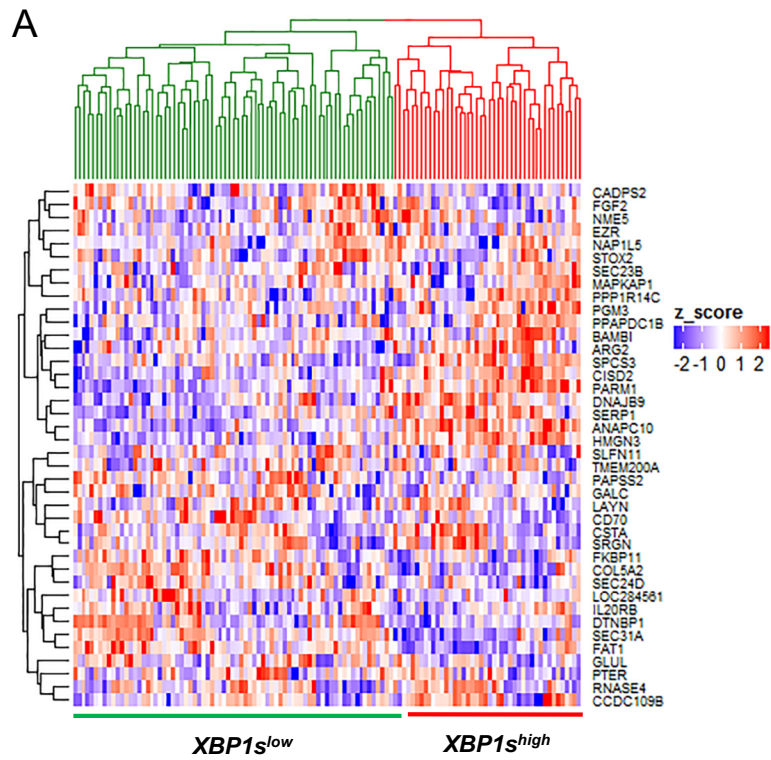 A
CADPS2
FGF2
NME5
EZR
NAP1L5
STOX2
SEC23B
MAPKAP1
PPP1R14C
PGM3
PPAPDC1B
BAMBI
ARG2
SPCS3
CISD2
PARM1
DNAJB9
SERP1
ANAPC10
HMGN3
SLFN11
TMEM200A
PAPSS2
GALC
LAYN
CD70
CSTA
SRGN
FKBP11
COL5A2
SEC24D
LOC284561
IL20RB
DTNBP1
SEC31A
FAT1
GLUL
PTER
RNASE4
CCDC109B
z_score
-2 -1 0 1 2
XBP1slow XBP1shigh